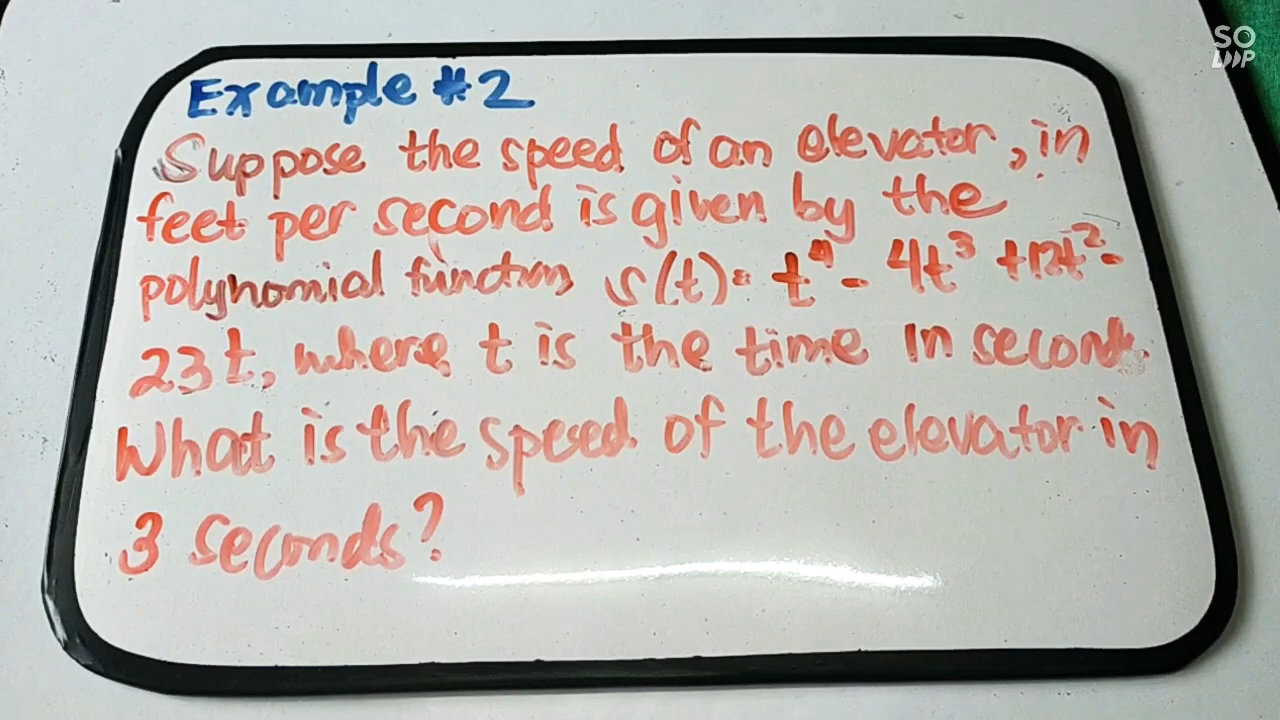 SO
LOOP
Example #2
Suppose the speed of an elevator, in
feet per second is given by the
polynomial function s(t) = t⁴ - 4t³ + 12t² -
23t, where t is the time in seconds.
What is the speed of the elevator in
3 seconds?